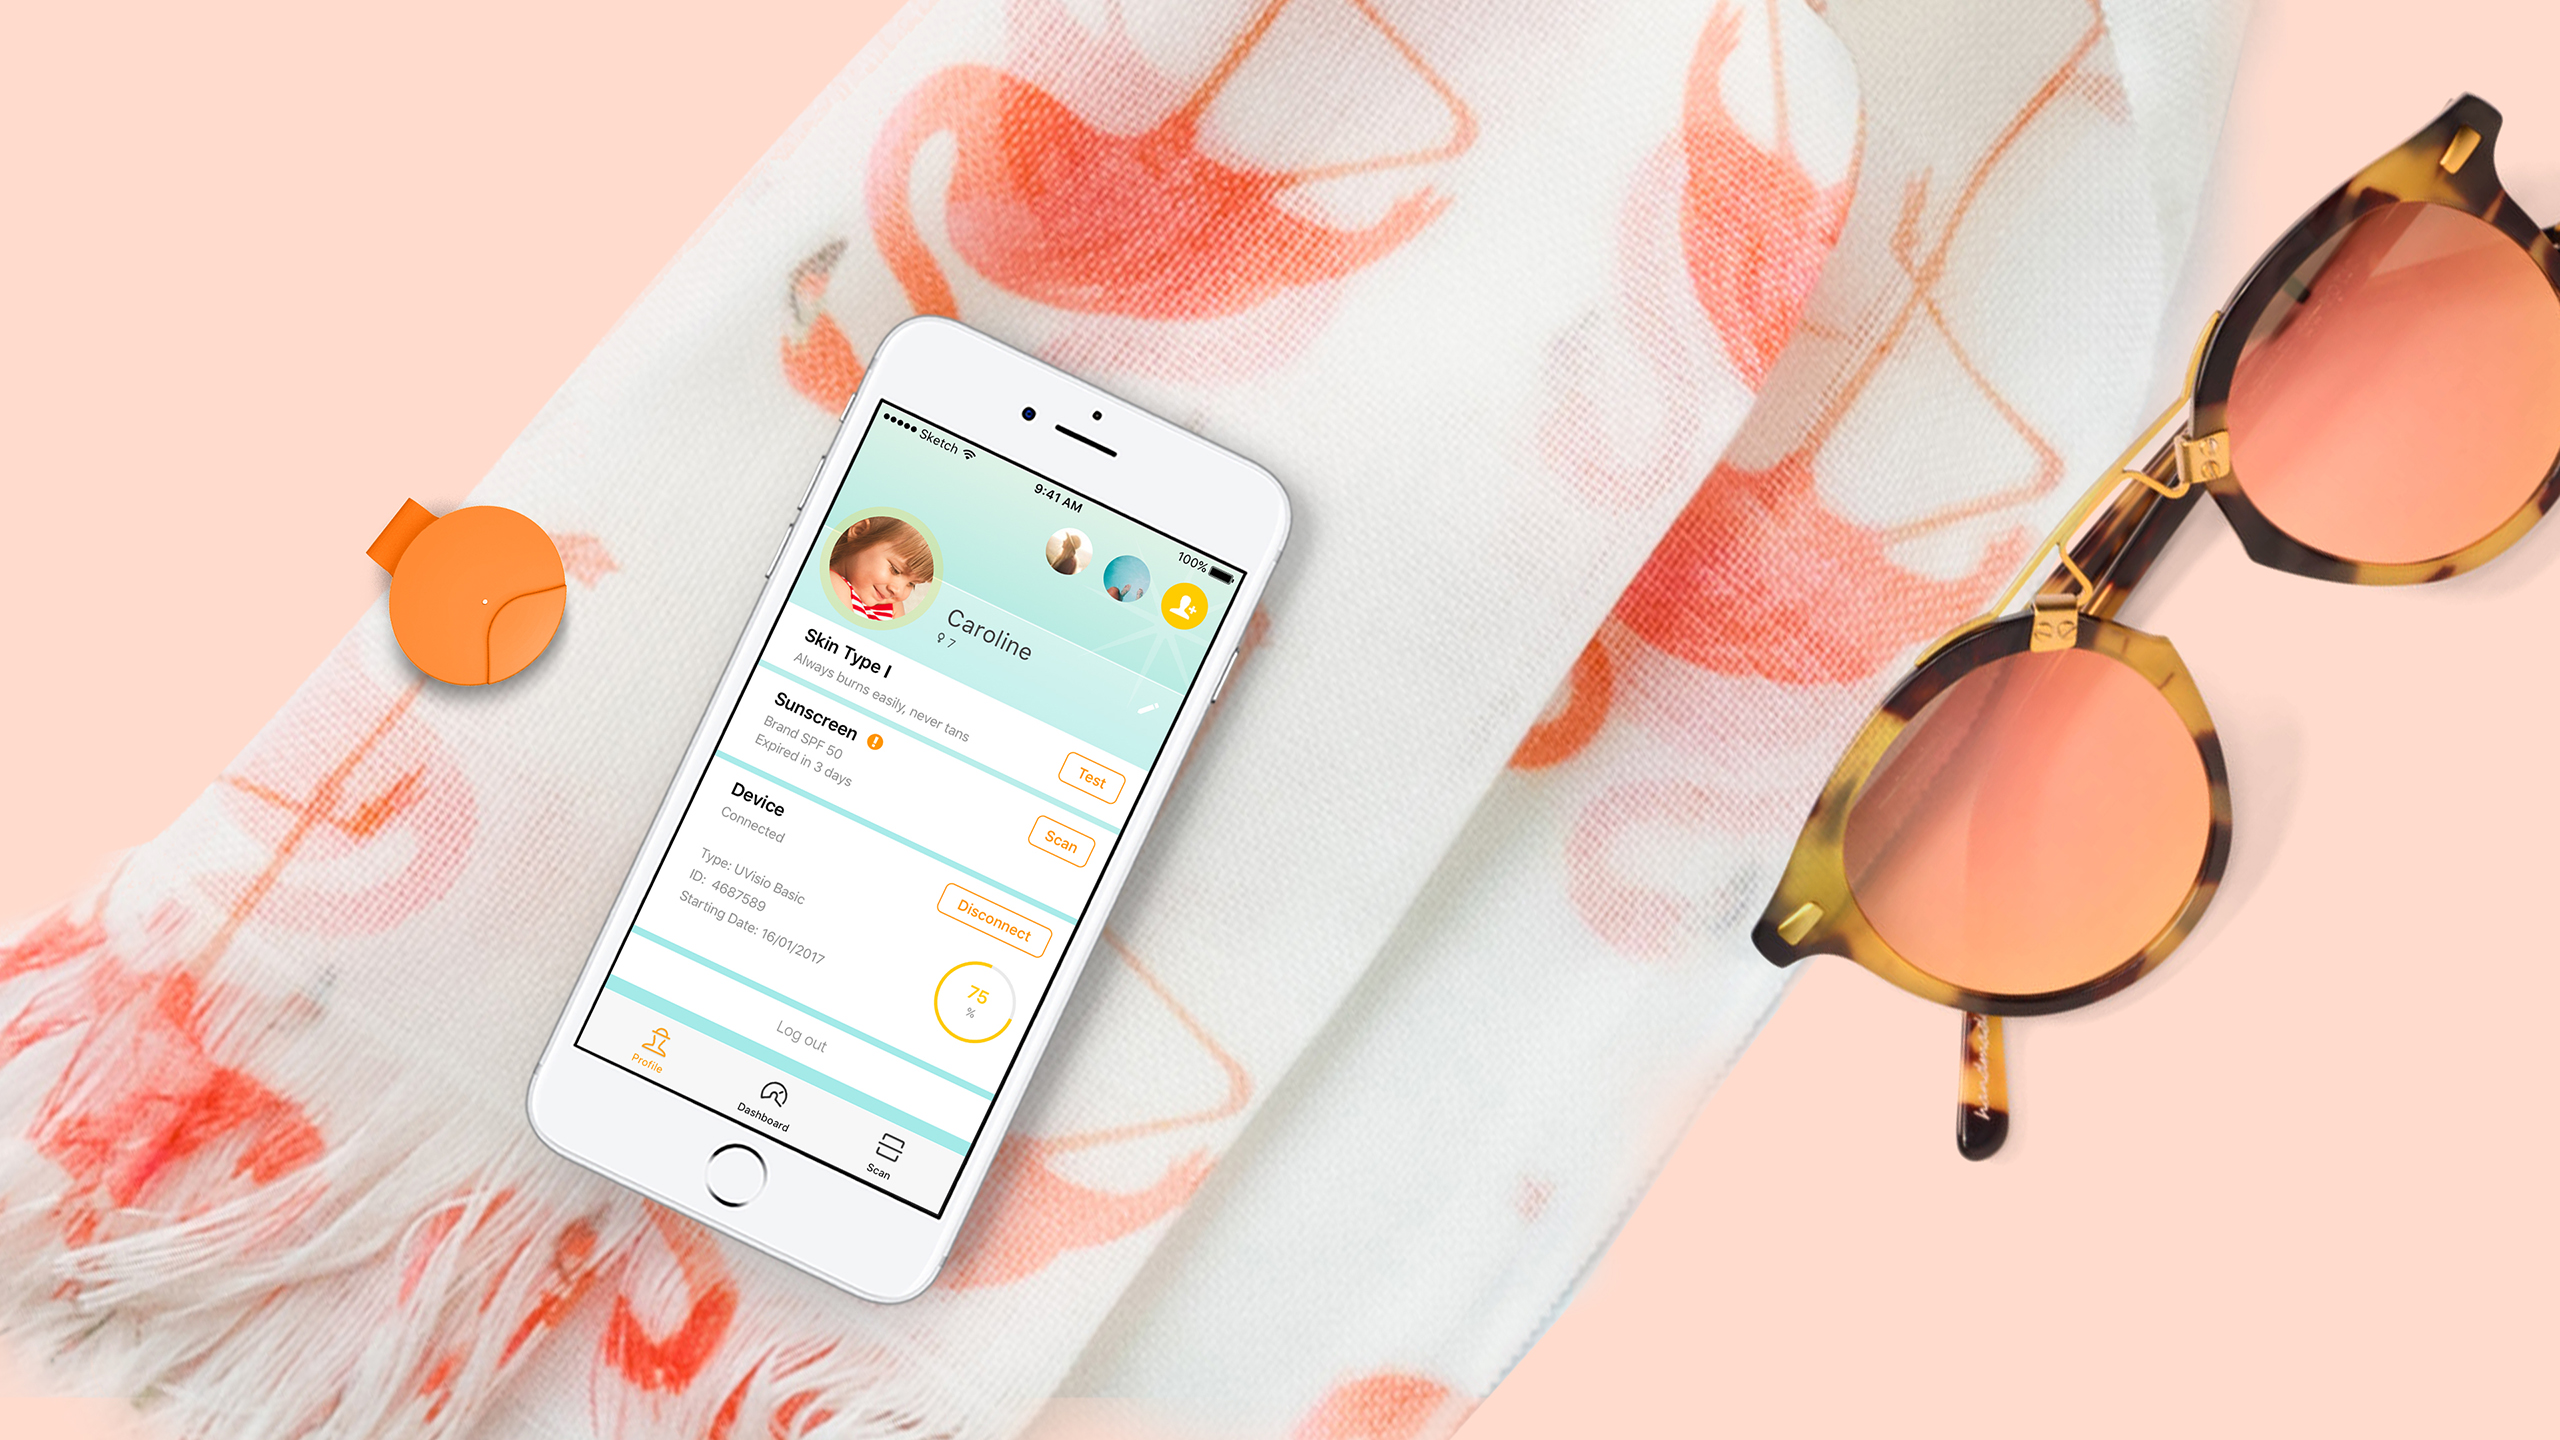 Sketch
9:41 AM
100%
Caroline
♀ 7
Skin Type I
Always burns easily, never tans
Test
Sunscreen !
Brand SPF 50
Expired in 3 days
Scan
Device
Connected
Disconnect
Type: UVisio Basic
ID: 4687589
Starting Date: 16/01/2017
75
%
Log out
Profile
Dashboard
Scan
handmade